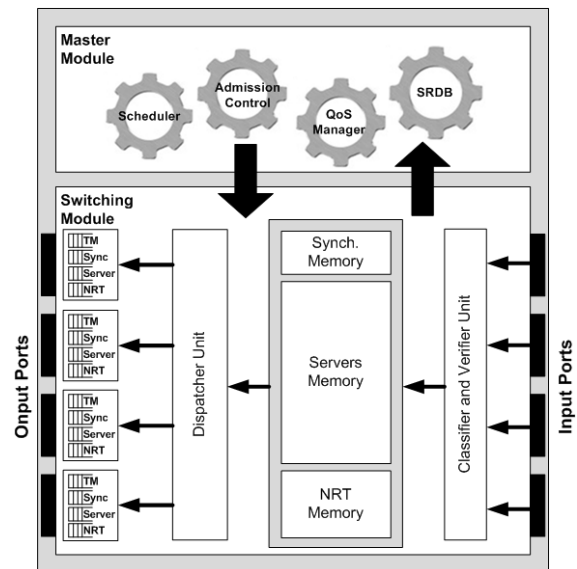 Master
Module
Scheduler
Admission
Control
QoS
Manager
SRDB
Switching
Module
TM
Sync
Server
NRT
TM
Sync
Server
NRT
TM
Sync
Server
NRT
TM
Sync
Server
NRT
Onput Ports
Dispatcher Unit
Synch.
Memory
Servers
Memory
NRT
Memory
Classifier and Verifier Unit
Input Ports